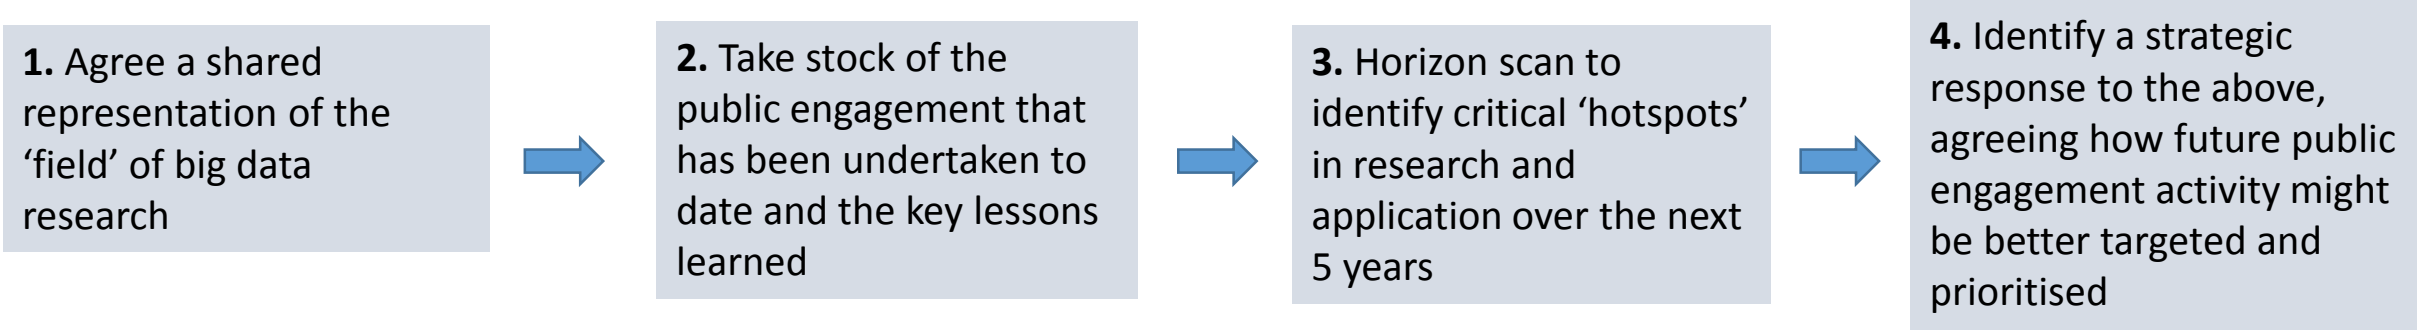 1. Agree a shared
representation of the
‘field’ of big data
research
2. Take stock of the
public engagement that
has been undertaken to
date and the key lessons
learned
3. Horizon scan to
identify critical ‘hotspots’
in research and
application over the next
5 years
4. Identify a strategic
response to the above,
agreeing how future public
engagement activity might
be better targeted and
prioritised